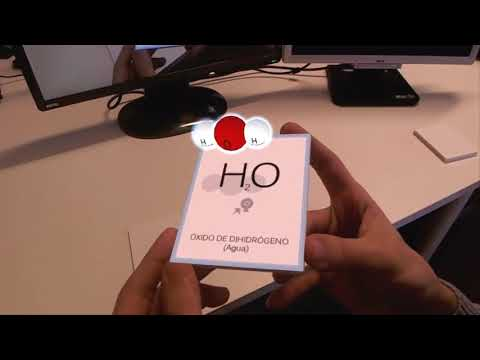 H O H
H₂O
ÓXIDO DE DIHIDRÓGENO
(Agua)